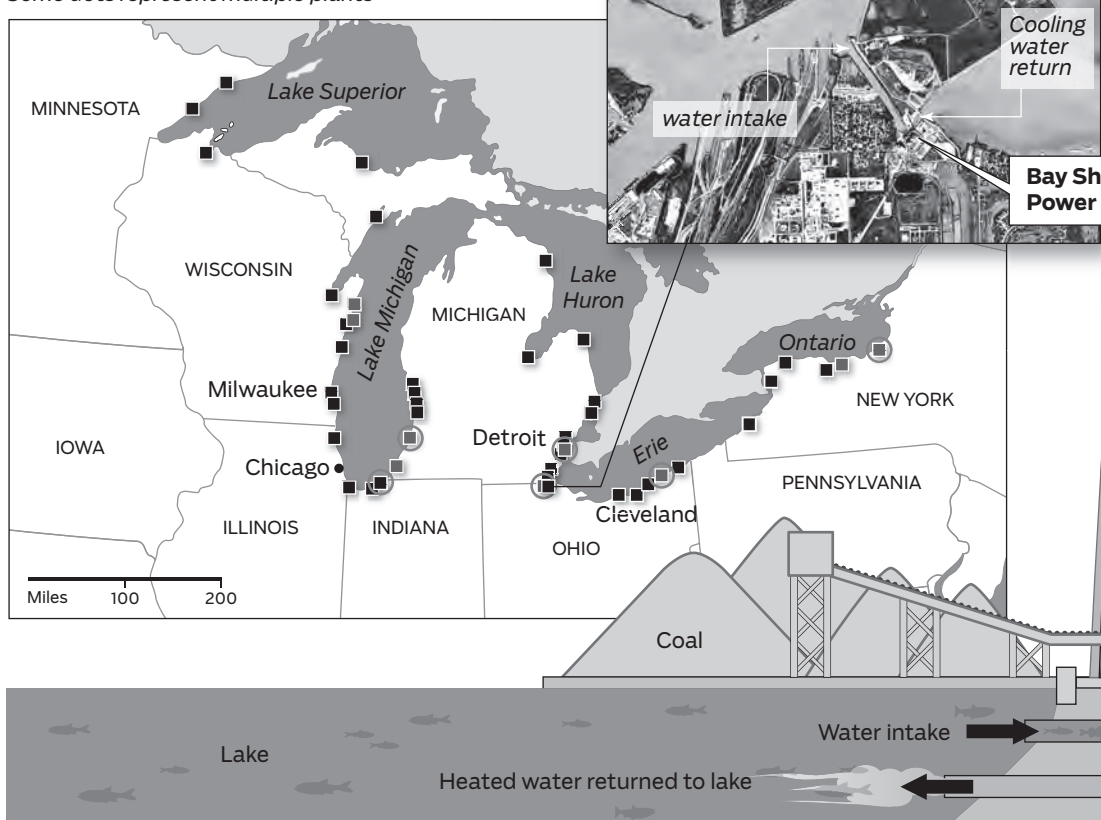 Some dots represent multiple plants
Cooling
water
return
water intake
Bay Sh
Power
MINNESOTA
Lake Superior
WISCONSIN
Lake Michigan
MICHIGAN
Lake
Huron
Ontario
NEW YORK
Milwaukee
Detroit
Erie
IOWA
Chicago
PENNSYLVANIA
Cleveland
ILLINOIS
INDIANA
OHIO
Miles 100 200
Coal
Water intake
Lake
Heated water returned to lake